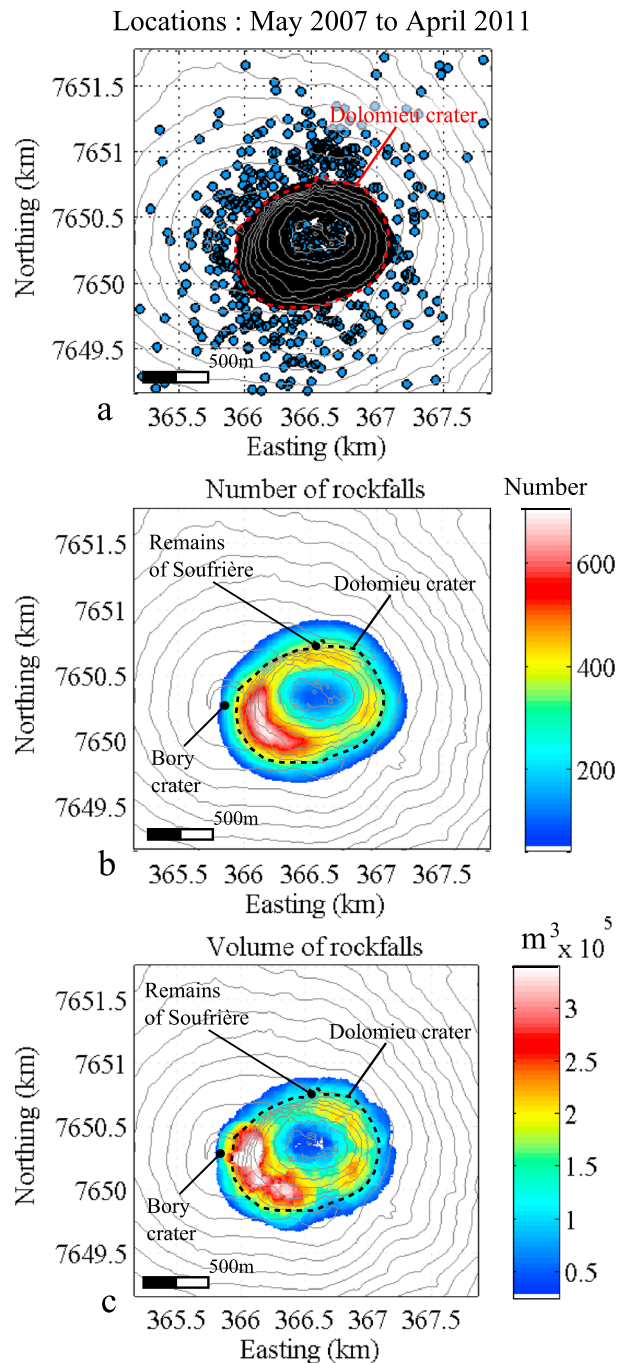 Locations : May 2007 to April 2011
7651.5
7651
7650.5
7650
7649.5
Northing (km)
Dolomieu crater
500m
365.5 366 366.5 367 367.5
Easting (km)
a
Number of rockfalls
Number
7651.5
7651
7650.5
7650
7649.5
Northing (km)
Remains
of Soufrière
Dolomieu crater
Bory
crater
500m
600
400
200
365.5 366 366.5 367 367.5
Easting (km)
b
Volume of rockfalls
m³ x 10⁵
7651.5
7651
7650.5
7650
7649.5
Northing (km)
Remains
of Soufrière
Dolomieu crater
Bory
crater
500m
3
2.5
2
1.5
1
0.5
365.5 366 366.5 367 367.5
Easting (km)
c